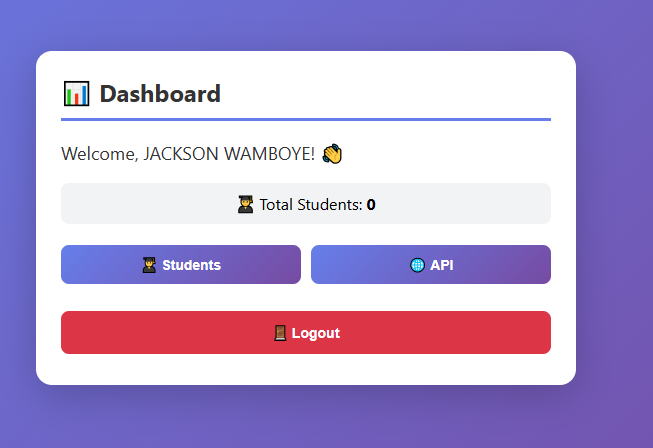 Dashboard
Welcome, JACKSON WAMBOYE!
Total Students: 0
Students
API
Logout